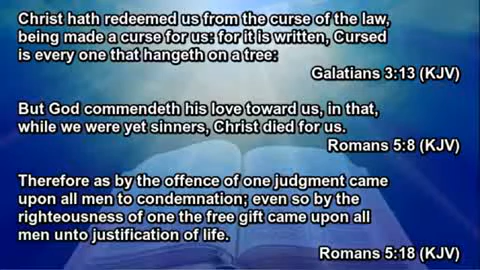 Christ hath redeemed us from the curse of the law,
being made a curse for us: for it is written, Cursed
is every one that hangeth on a tree:
Galatians 3:13 (KJV)
But God commendeth his love toward us, in that,
while we were yet sinners, Christ died for us.
Romans 5:8 (KJV)
Therefore as by the offence of one judgment came
upon all men to condemnation; even so by the
righteousness of one the free gift came upon all
men unto justification of life.
Romans 5:18 (KJV)